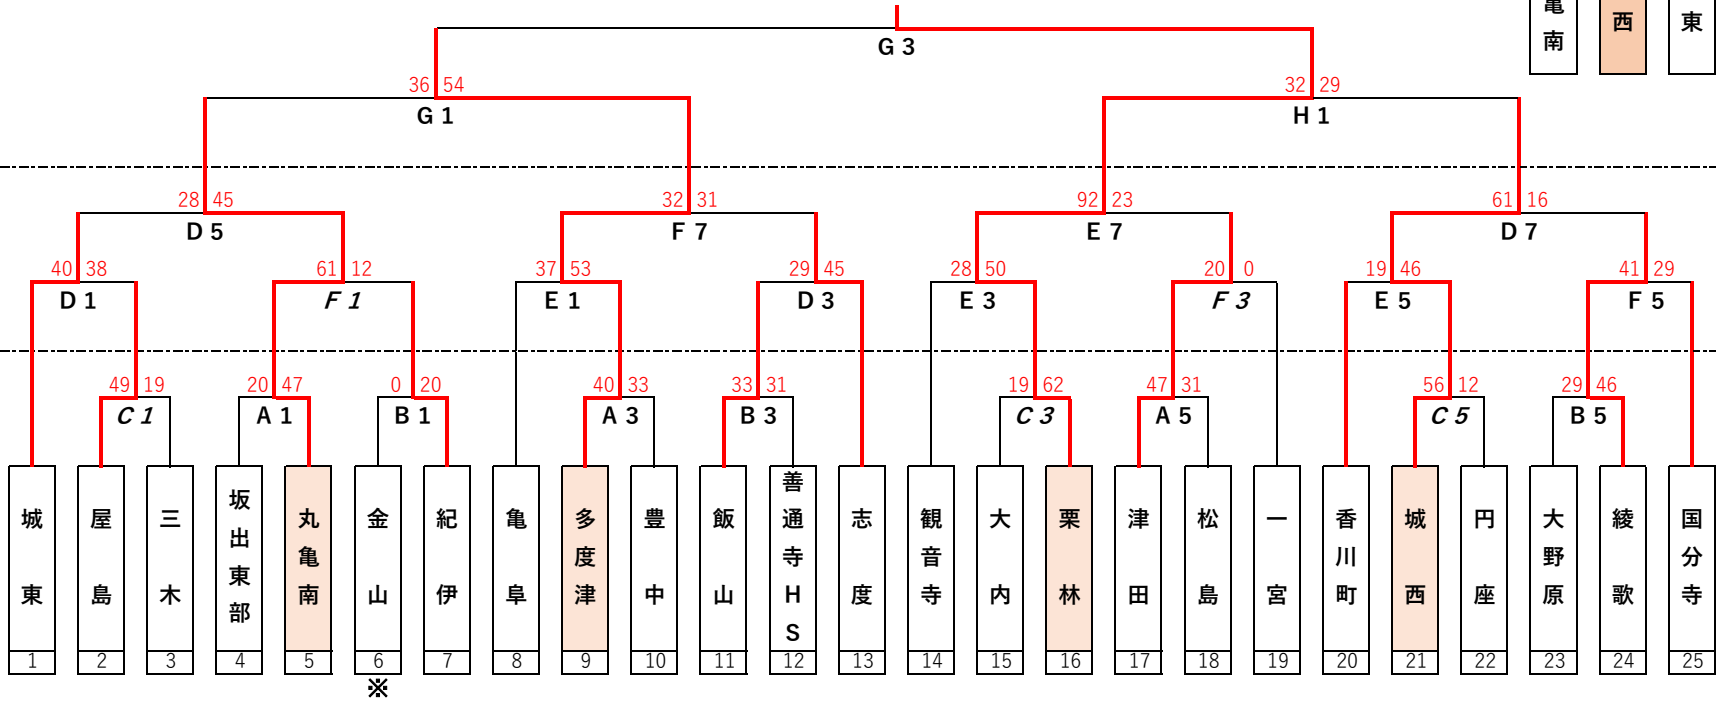 亀南
西
東
G 3
36 54
32 29
G 1
H 1
28 45
32 31
92 23
61 16
D 5
F 7
E 7
D 7
40 38
61 12
37 53
29 45
28 50
20 0
19 46
41 29
D 1
F 1
E 1
D 3
E 3
F 3
E 5
F 5
49 19
20 47
0 20
40 33
33 31
19 62
47 31
56 12
29 46
C 1
A 1
B 1
A 3
B 3
C 3
A 5
C 5
B 5
城東
屋島
三木
坂出東部
丸亀南
金山
紀伊
亀阜
多度津
豊中
飯山
善通寺HS
志度
観音寺
大内
栗林
津田
松島
一宮
香川町
城西
円座
大野原
綾歌
国分寺
1 2 3 4 5 6 7 8 9 10 11 12 13 14 15 16 17 18 19 20 21 22 23 24 25
※